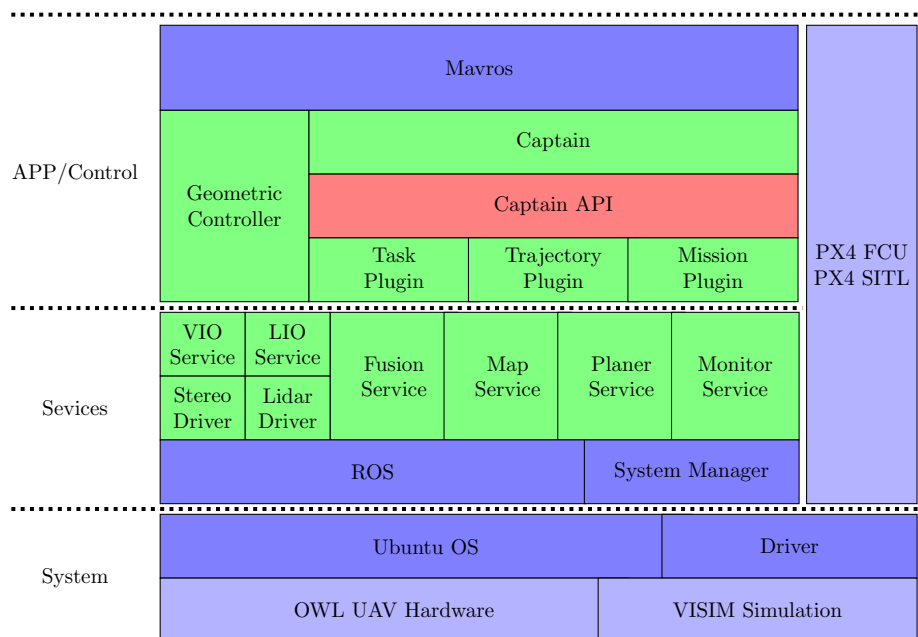 Mavros
APP/Control
Geometric
Controller
Captain
Captain API
Task
Plugin
Trajectory
Plugin
Mission
Plugin
PX4 FCU
PX4 SITL
Sevices
VIO
Service
LIO
Service
Stereo
Driver
Lidar
Driver
Fusion
Service
Map
Service
Planer
Service
Monitor
Service
ROS
System Manager
System
Ubuntu OS
Driver
OWL UAV Hardware
VISIM Simulation